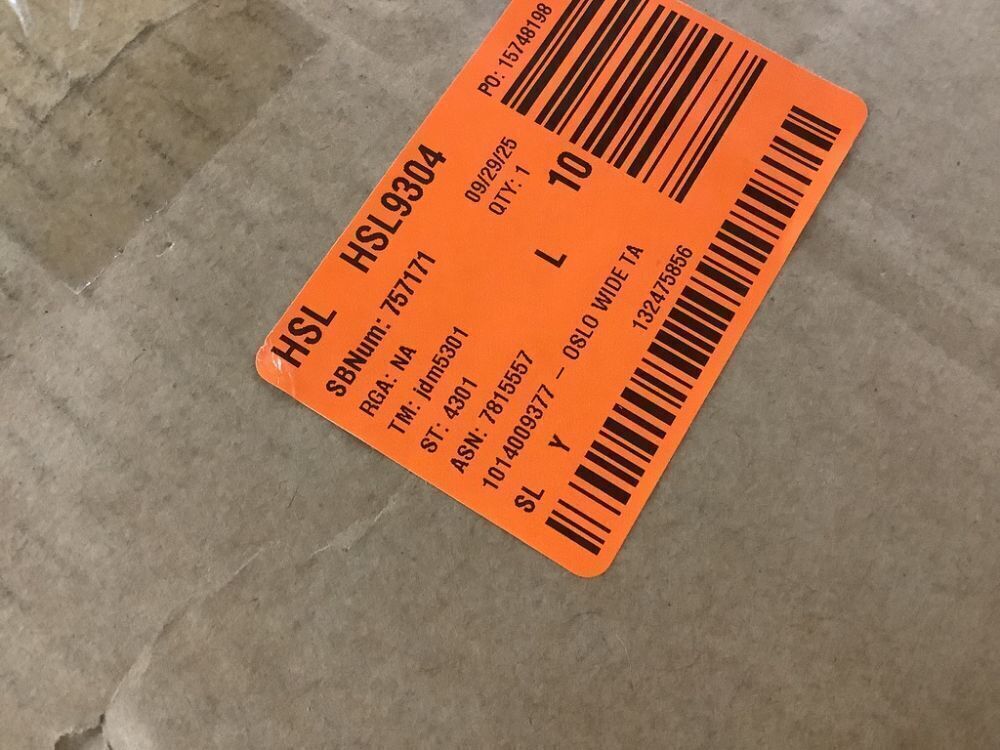 HSL HSL9304
SBNum: 757171 09/29/25 PO: 15748198
RGA: NA QTY: 1
TM: jdm5301
ST: 4301 L 10
ASN: 7815557
1014009377 - OSLO WIDE TA
SL Y 132475856